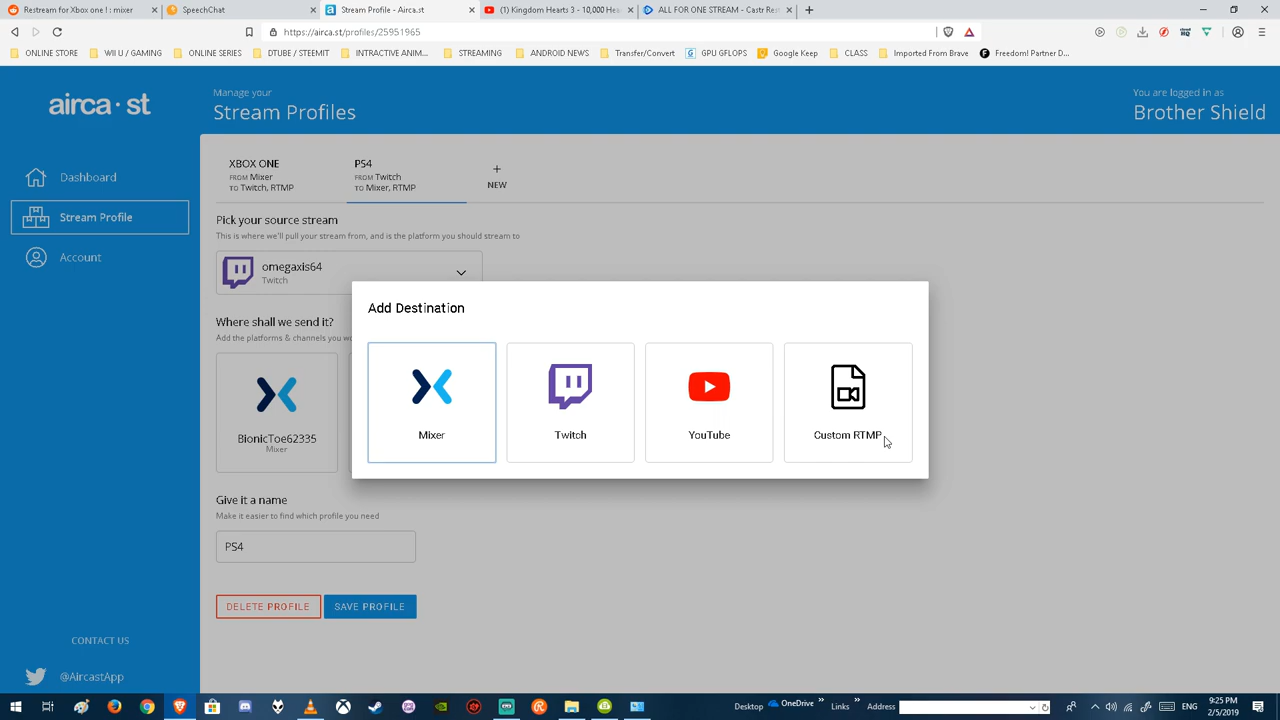 Restream for Xbox one ! : mixer
SpeechChat
Stream Profile - Airca.st
(1) Kingdom Hearts 3 - 10,000 Hea
ALL FOR ONE STREAM - Castr Res
https://airca.st/profiles/25951965
ONLINE STORE
WII U / GAMING
ONLINE SERIES
DTUBE / STEEMIT
INTRACTIVE ANIM...
STREAMING
ANDROID NEWS
Transfer/Convert
GPU GFLOPS
Google Keep
CLASS
Imported From Brave
Freedom! Partner D...
airca·st
Manage your
Stream Profiles
You are logged in as
Brother Shield
Dashboard
Stream Profile
Account
XBOX ONE
FROM Mixer
TO Twitch, RTMP
PS4
FROM Twitch
TO Mixer, RTMP
+
NEW
Pick your source stream
This is where we'll pull your stream from, and is the platform you should stream to
omegaxis64
Twitch
Where shall we send it?
Add the platforms & channels you wo
BionicToe62335
Mixer
Add Destination
Mixer
Twitch
YouTube
Custom RTMP
Give it a name
Make it easier to find which profile you need
PS4
DELETE PROFILE
SAVE PROFILE
CONTACT US
@AircastApp
Desktop
OneDrive
Links
Address
9:25 PM
2/5/2019